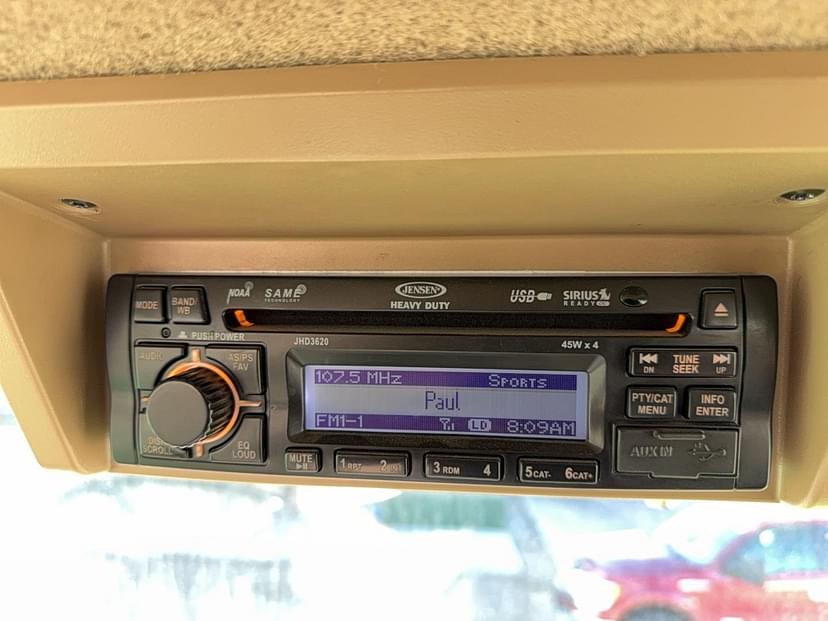 MODE
BAND/
WB
NOAA
SAME
TECHNOLOGY
JENSEN
HEAVY DUTY
USB
SIRIUS
READY
PUSH POWER
JHD3620
45W x 4
AUDIO
AS/PS
FAV
DISP
SCROLL
EQ
LOUD
107.5 MHz Sports
Paul
FM1-1 LD 8:09AM
DN TUNE UP
SEEK
PTY/CAT
MENU
INFO
ENTER
AUX IN
MUTE
1 RPT 2 INT
3 RDM 4
5 CAT- 6 CAT+